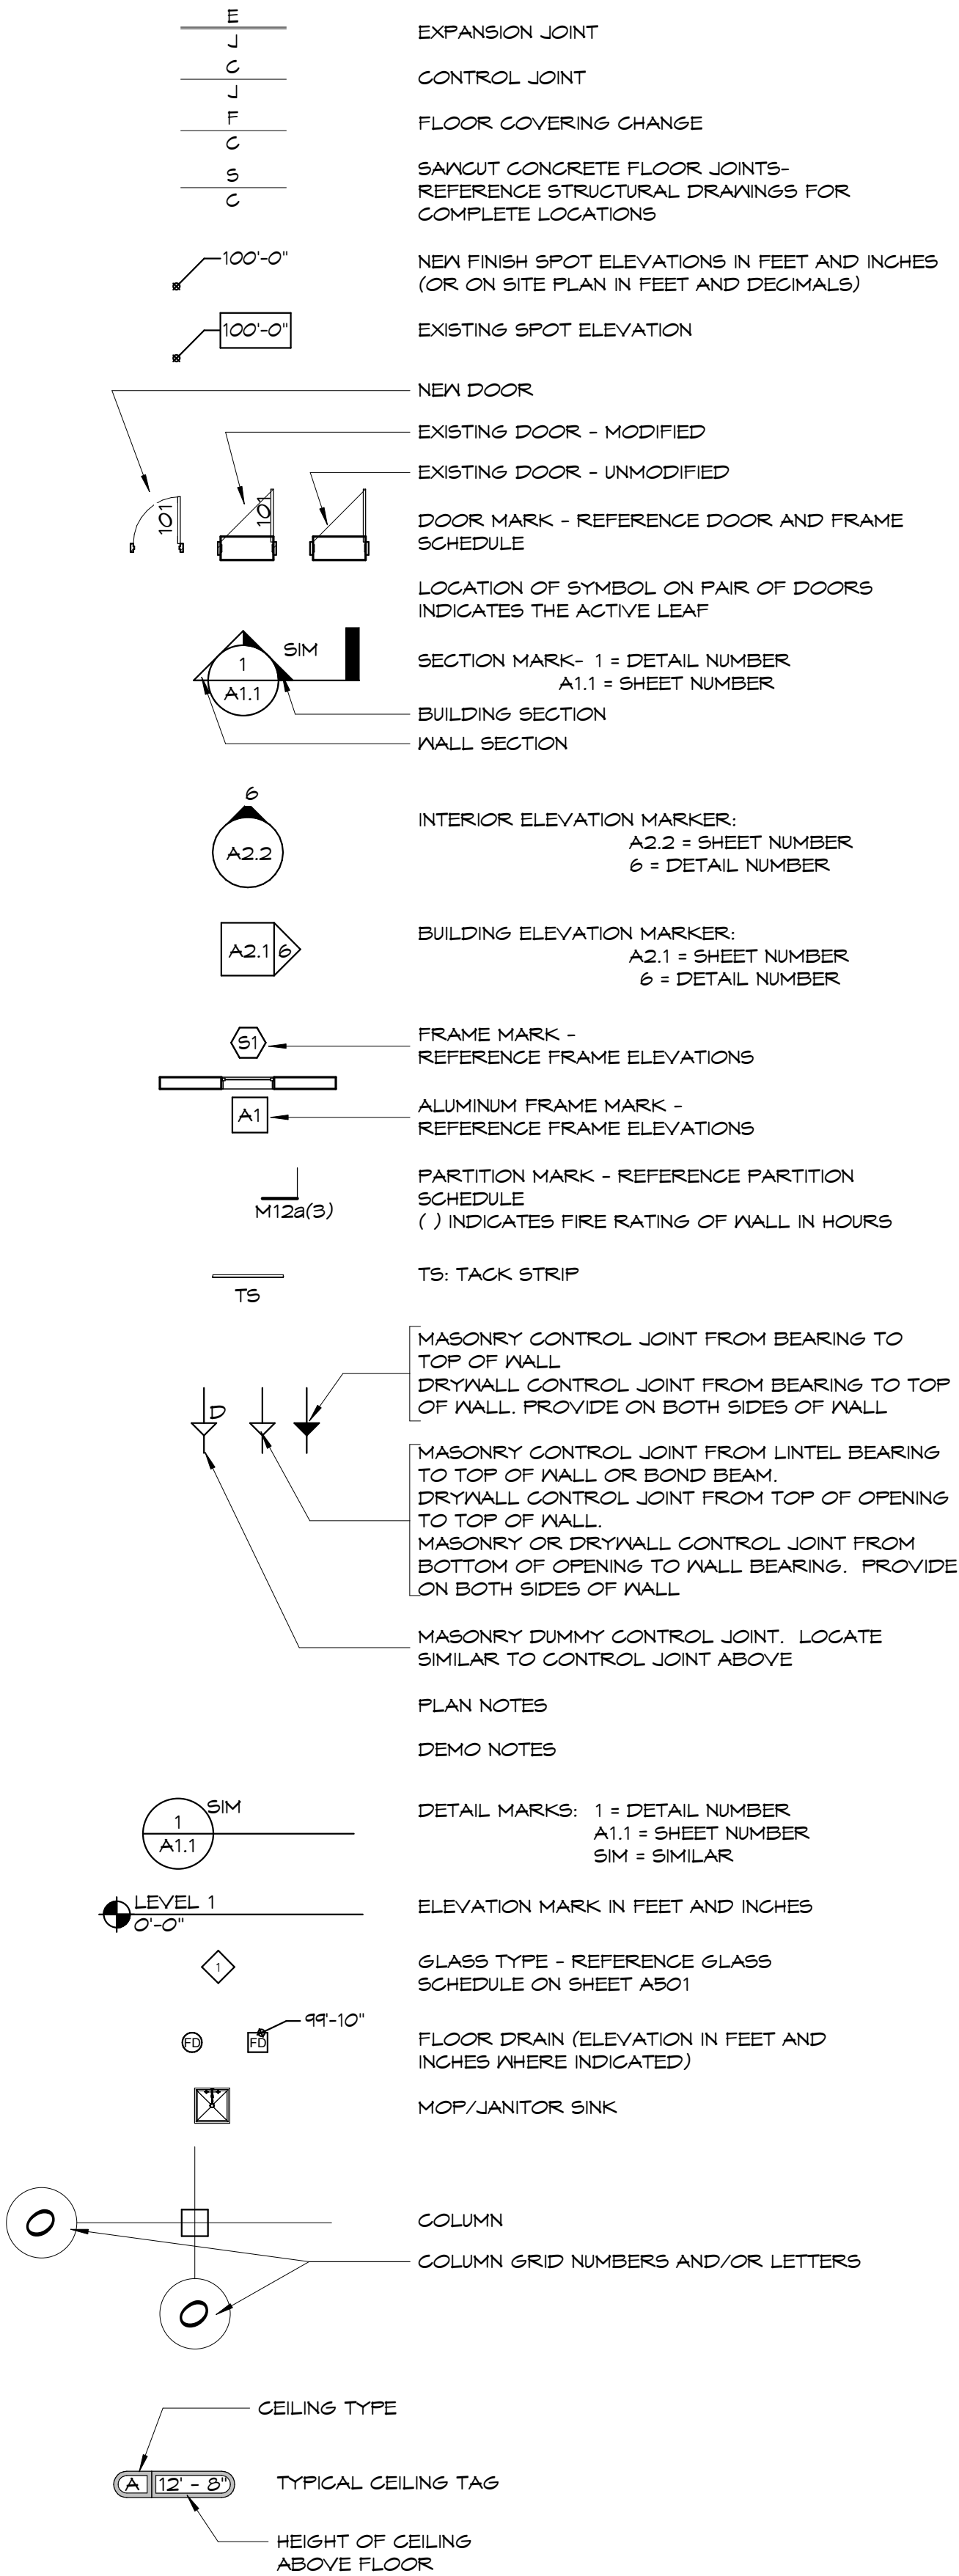 E
J
EXPANSION JOINT
C
J
CONTROL JOINT
F
C
FLOOR COVERING CHANGE
S
C
SAWCUT CONCRETE FLOOR JOINTS-
REFERENCE STRUCTURAL DRAWINGS FOR
COMPLETE LOCATIONS
100'-0"
NEW FINISH SPOT ELEVATIONS IN FEET AND INCHES
(OR ON SITE PLAN IN FEET AND DECIMALS)
100'-0"
EXISTING SPOT ELEVATION
NEW DOOR
EXISTING DOOR - MODIFIED
EXISTING DOOR - UNMODIFIED
101
101
DOOR MARK - REFERENCE DOOR AND FRAME
SCHEDULE
LOCATION OF SYMBOL ON PAIR OF DOORS
INDICATES THE ACTIVE LEAF
1
A1.1
SIM
SECTION MARK- 1 = DETAIL NUMBER
A1.1 = SHEET NUMBER
BUILDING SECTION
WALL SECTION
6
A2.2
INTERIOR ELEVATION MARKER:
A2.2 = SHEET NUMBER
6 = DETAIL NUMBER
A2.1 6
BUILDING ELEVATION MARKER:
A2.1 = SHEET NUMBER
6 = DETAIL NUMBER
S1
FRAME MARK -
REFERENCE FRAME ELEVATIONS
A1
ALUMINUM FRAME MARK -
REFERENCE FRAME ELEVATIONS
M12a(3)
PARTITION MARK - REFERENCE PARTITION
SCHEDULE
( ) INDICATES FIRE RATING OF WALL IN HOURS
TS
TS: TACK STRIP
D
MASONRY CONTROL JOINT FROM BEARING TO
TOP OF WALL
DRYWALL CONTROL JOINT FROM BEARING TO TOP
OF WALL. PROVIDE ON BOTH SIDES OF WALL
MASONRY CONTROL JOINT FROM LINTEL BEARING
TO TOP OF WALL OR BOND BEAM.
DRYWALL CONTROL JOINT FROM TOP OF OPENING
TO TOP OF WALL.
MASONRY OR DRYWALL CONTROL JOINT FROM
BOTTOM OF OPENING TO WALL BEARING. PROVIDE
ON BOTH SIDES OF WALL
MASONRY DUMMY CONTROL JOINT. LOCATE
SIMILAR TO CONTROL JOINT ABOVE
PLAN NOTES
DEMO NOTES
1
A1.1
SIM
DETAIL MARKS: 1 = DETAIL NUMBER
A1.1 = SHEET NUMBER
SIM = SIMILAR
LEVEL 1
0'-0"
ELEVATION MARK IN FEET AND INCHES
1
GLASS TYPE - REFERENCE GLASS
SCHEDULE ON SHEET A501
FD
FD
99'-10"
FLOOR DRAIN (ELEVATION IN FEET AND
INCHES WHERE INDICATED)
MOP/JANITOR SINK
0
COLUMN
COLUMN GRID NUMBERS AND/OR LETTERS
0
CEILING TYPE
A 12' - 8"
TYPICAL CEILING TAG
HEIGHT OF CEILING
ABOVE FLOOR